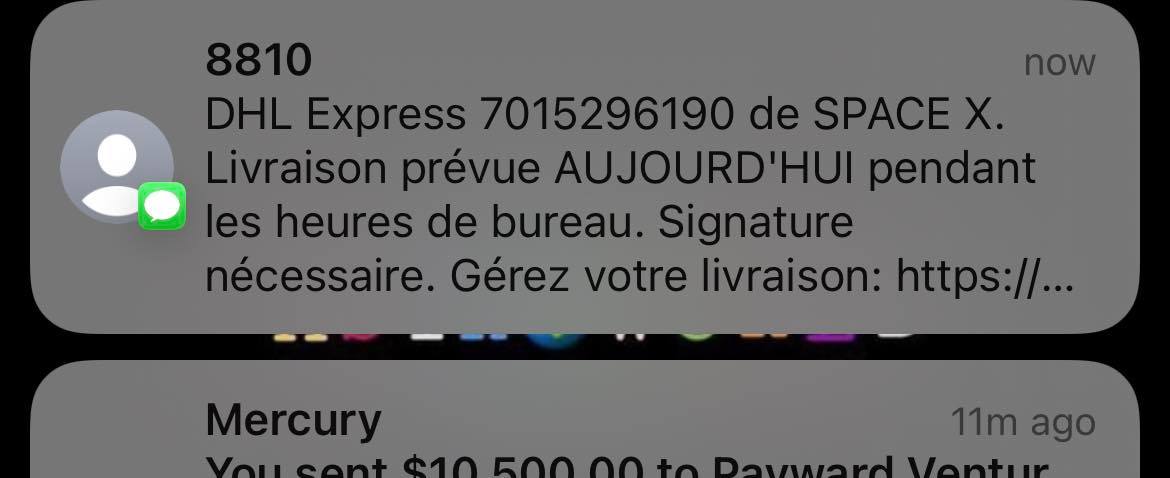 8810
now
DHL Express 7015296190 de SPACE X.
Livraison prévue AUJOURD'HUI pendant
les heures de bureau. Signature
nécessaire. Gérez votre livraison: https://...
Mercury
11m ago
You sent $10,500.00 to Payward Ventur